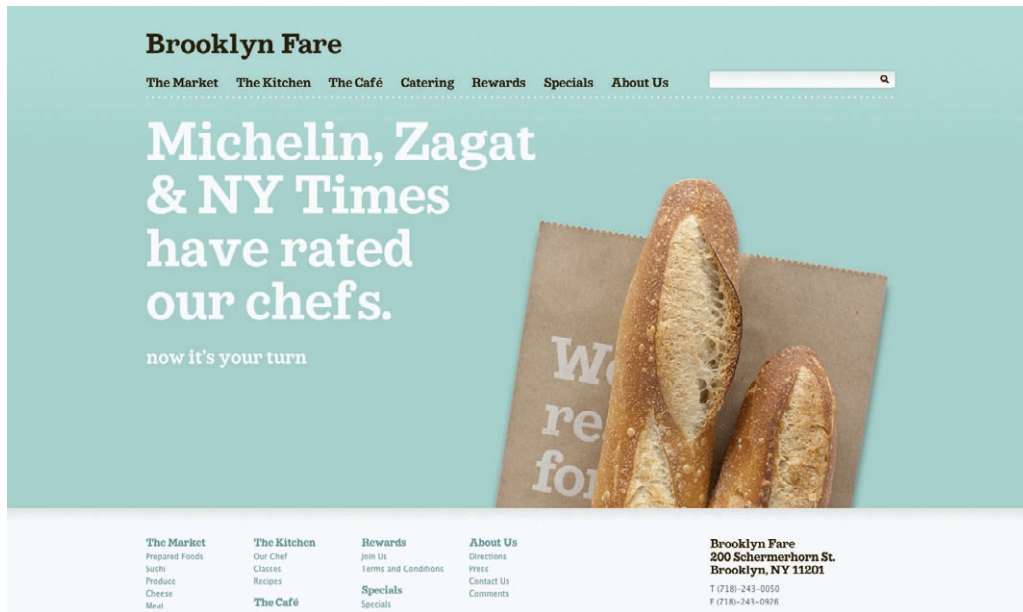 Brooklyn Fare
The Market The Kitchen The Café Catering Rewards Specials About Us
Michelin, Zagat
& NY Times
have rated
our chefs.
now it's your turn
re
for
The Market
Prepared Foods
Sushi
Produce
Cheese
Meat
The Kitchen
Our Chef
Classes
Recipes
The Café
Rewards
Join Us
Terms and Conditions
Specials
Specials
About Us
Directions
Press
Contact Us
Comments
Brooklyn Fare
200 Schermerhorn St.
Brooklyn, NY 11201
T (718)-243-0050
F (718)-243-0926